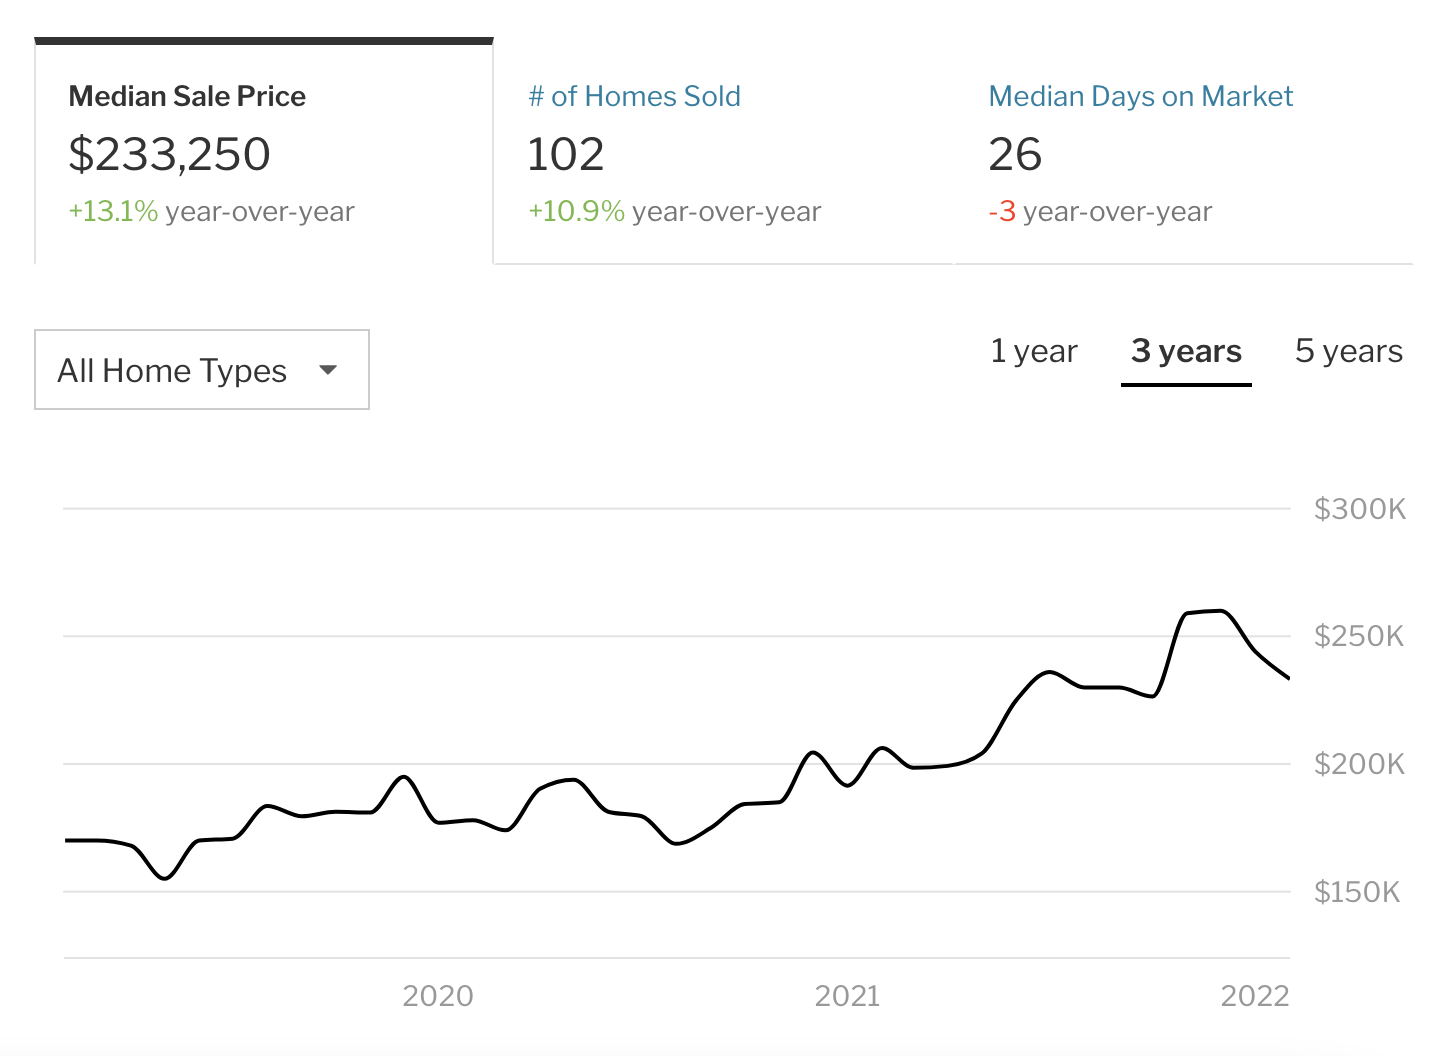 Median Sale Price
$233,250
+13.1% year-over-year
# of Homes Sold
102
+10.9% year-over-year
Median Days on Market
26
-3 year-over-year
All Home Types
1 year 3 years 5 years
$300K
$250K
$200K
$150K
2020 2021 2022